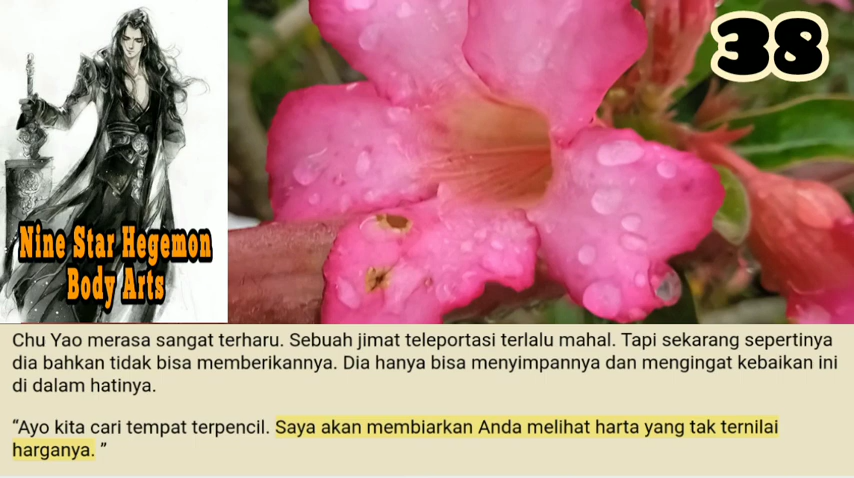 38
Nine Star Hegemon
Body Arts
Chu Yao merasa sangat terharu. Sebuah jimat teleportasi terlalu mahal. Tapi sekarang sepertinya
dia bahkan tidak bisa memberikannya. Dia hanya bisa menyimpannya dan mengingat kebaikan ini
di dalam hatinya.
“Ayo kita cari tempat terpencil. Saya akan membiarkan Anda melihat harta yang tak ternilai
harganya. ”